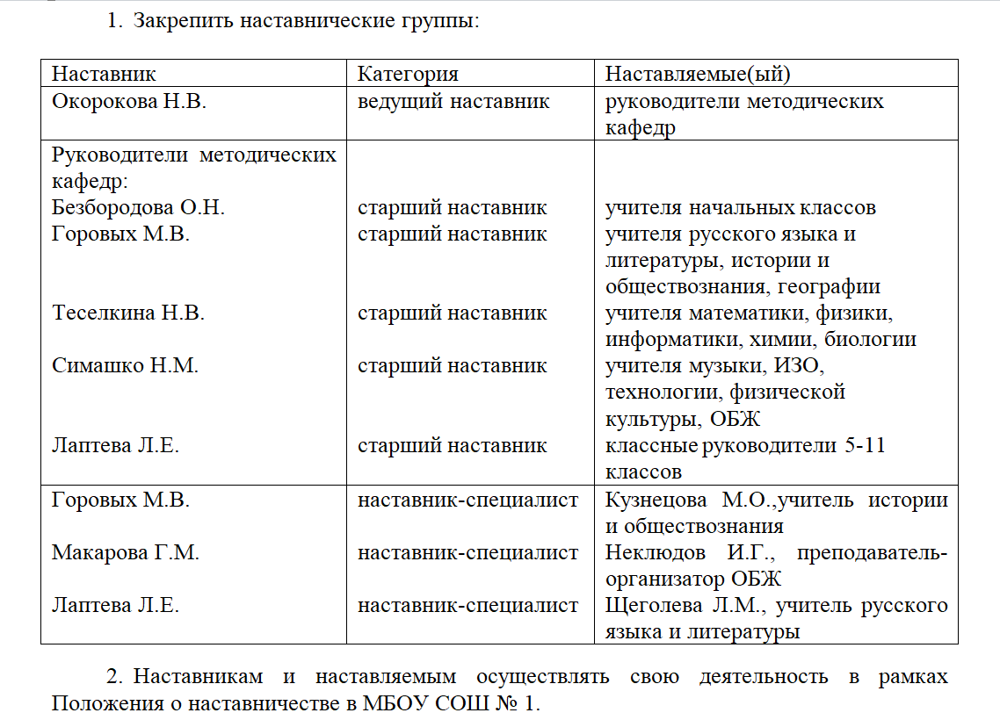 1. Закрепить наставнические группы:
Наставник Категория Наставляемые(ый)
Окорокова Н.В. ведущий наставник руководители методических
кафедр
Руководители методических
кафедр:
Безбородова О.Н. старший наставник учителя начальных классов
Горовых М.В. старший наставник учителя русского языка и
литературы, истории и
обществознания, географии
Теселкина Н.В. старший наставник учителя математики, физики,
информатики, химии, биологии
Симашко Н.М. старший наставник учителя музыки, ИЗО,
технологии, физической
культуры, ОБЖ
Лаптева Л.Е. старший наставник классные руководители 5-11
классов
Горовых М.В. наставник-специалист Кузнецова М.О.,учитель истории
и обществознания
Макарова Г.М. наставник-специалист Неклюдов И.Г., преподаватель-
организатор ОБЖ
Лаптева Л.Е. наставник-специалист Щеголева Л.М., учитель русского
языка и литературы
2. Наставникам и наставляемым осуществлять свою деятельность в рамках
Положения о наставничестве в МБОУ СОШ № 1.